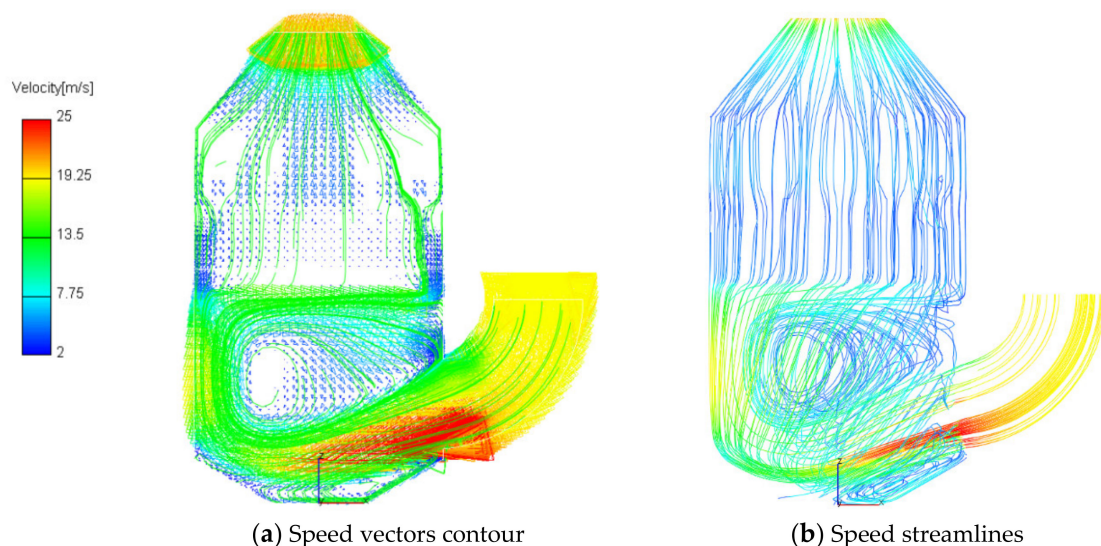 Velocity[m/s]
25
19.25
13.5
7.75
2
Z
X
Z
X
(a) Speed vectors contour
(b) Speed streamlines